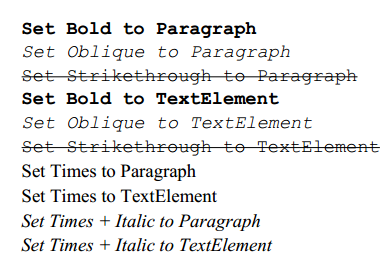 Set Bold to Paragraph
Set Oblique to Paragraph
Set Strikethrough to Paragraph
Set Bold to TextElement
Set Oblique to TextElement
Set Strikethrough to TextElement
Set Times to Paragraph
Set Times to TextElement
Set Times + Italic to Paragraph
Set Times + Italic to TextElement